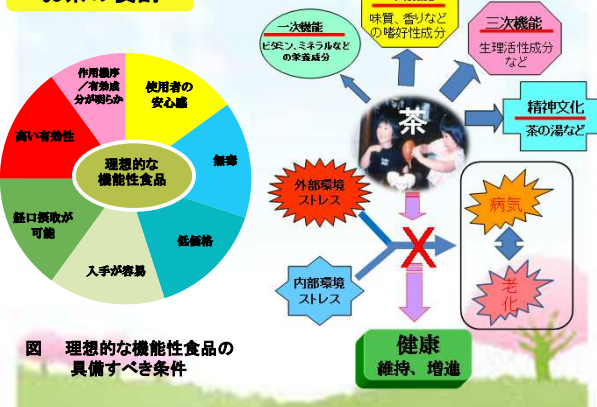 一次機能
ビタミン、ミネラルなど
の栄養成分
味質、香りなど
の嗜好性成分
三次機能
生理活性成分
など
精神文化
茶の湯など
茶
作用機序
／有効成
分が明らか
使用者の
安心感
高い有効性
無毒
理想的な
機能性食品
経口摂取が
可能
低価格
入手が容易
外部環境
ストレス
内部環境
ストレス
病気
老化
健康
維持、増進
図 理想的な機能性食品の
具備すべき条件